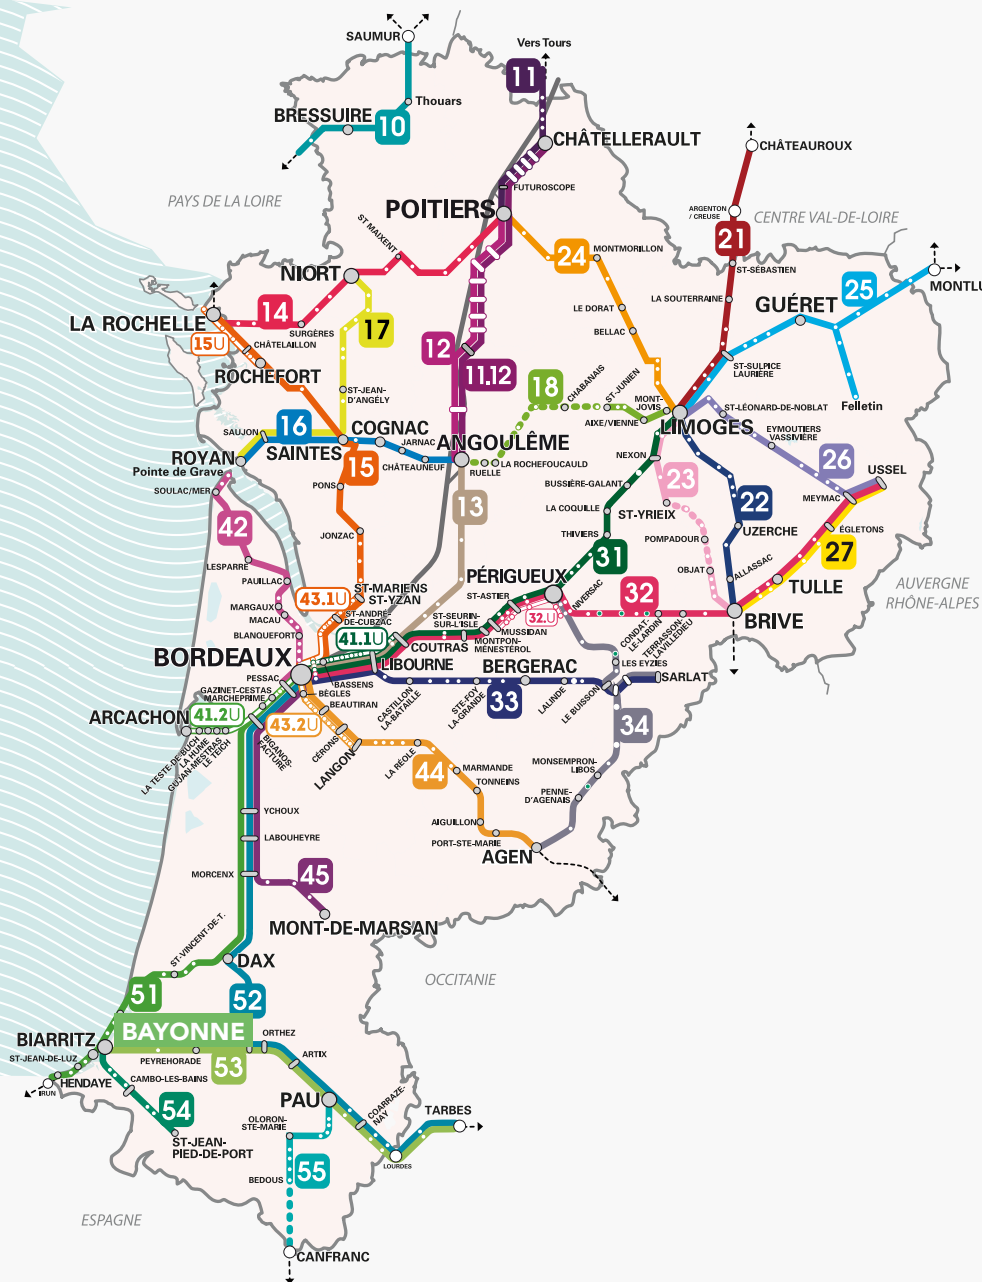 SAUMUR
Vers Tours
11
Thouars
BRESSUIRE
10
CHÂTELLERAULT
CHÂTEAUROUX
FUTUROSCOPE
PAYS DE LA LOIRE
POITIERS
ARGENTON
/ CREUSE
CENTRE VAL-DE-LOIRE
ST MAIXENT
24
MONTMORILLON
21
NIORT
ST-SÉBASTIEN
25
MONTLU
LA SOUTERRAINE
GUÉRET
LE DORAT
14
LA ROCHELLE
17
SURGÈRES
BELLAC
15U
CHÂTELAILLON
12
ROCHEFORT
11.12
ST-SULPICE
LAURIÈRE
18
CHABANAIS
ST-JUNIEN
ST-JEAN-
D'ANGÉLY
MONT-
JOVIS
Felletin
ST-LÉONARD-DE-NOBLAT
AIXE/VIENNE
LIMOGES
16
SAUJON
COGNAC
EYMOUTIERS
VASSIVIÈRE
JARNAC
ANGOULÊME
ROYAN
SAINTES
NEXON
26
Pointe de Grave
15
CHÂTEAUNEUF
RUELLE
LA ROCHEFOUCAULD
USSEL
SOULAC/MER
PONS
BUSSIÈRE-GALANT
23
MEYMAC
13
22
LA COQUILLE
ST-YRIEIX
42
UZERCHE
ÉGLETONS
JONZAC
THIVIERS
POMPADOUR
27
31
LESPARRE
OBJAT
ALLASSAC
PAUILLAC
PÉRIGUEUX
TULLE
AUVERGNE
RHÔNE-ALPES
ST-MARIENS
ST-YZAN
43.1U
ST-ASTIER
NIVERSAC
32
MARGAUX
MACAU
ST-ANDRÉ-
DE-CUBZAC
ST-SEURIN-
SUR-L'ISLE
32.U
BRIVE
BLANQUEFORT
41.1U
MUSSIDAN
MONTPON-
MÉNESTÉROL
CONDAT-
LE-LARDIN
TERRASSON-
LAVILLEDIEU
COUTRAS
BORDEAUX
LIBOURNE
BERGERAC
LES EYZIES
PESSAC
BASSENS
SARLAT
GAZINET-CESTAS
MARCHEPRIME
BÈGLES
BEAUTIRAN
CASTILLON
LA-BATAILLE
STE-FOY
LA-GRANDE
33
LALINDE
LE BUISSON
ARCACHON
41.2U
43.2U
34
LA TESTE-DE-BUCH
LA HUME
GUJAN-MESTRAS
LE TEICH
BIGANOS-
FACTURE
CÉRONS
LANGON
LA RÉOLE
44
MONSEMPRON-
LIBOS
MARMANDE
TONNEINS
PENNE-
D'AGENAIS
YCHOUX
AIGUILLON
LABOUHEYRE
PORT-STE-MARIE
AGEN
MORCENX
45
MONT-DE-MARSAN
ST-VINCENT-DE-T.
DAX
OCCITANIE
51
52
BAYONNE
BIARRITZ
ORTHEZ
ST-JEAN-DE-LUZ
PEYREHORADE
53
ARTIX
HENDAYE
CAMBO-LES-BAINS
IRUN
PAU
54
COARRAZE-
NAY
TARBES
OLORON-
STE-MARIE
ST-JEAN-
PIED-DE-PORT
LOURDES
55
BEDOUS
ESPAGNE
CANFRANC